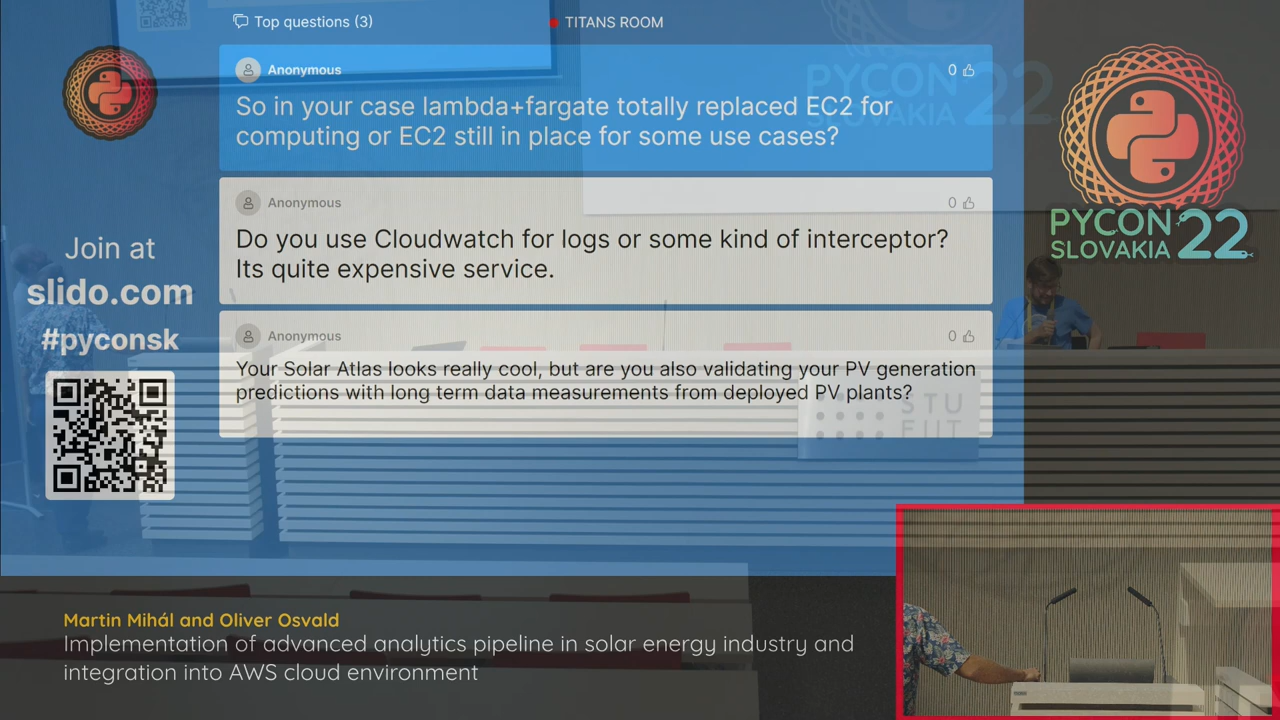 Top questions (3)
TITANS ROOM
Anonymous
0
So in your case lambda+fargate totally replaced EC2 for
computing or EC2 still in place for some use cases?
Anonymous
0
Do you use Cloudwatch for logs or some kind of interceptor?
Its quite expensive service.
Anonymous
0
Your Solar Atlas looks really cool, but are you also validating your PV generation
predictions with long term data measurements from deployed PV plants?
Join at
slido.com
#pyconsk
PYCON
SLOVAKIA 22
PYCON
SLOVAKIA 22
STU
FIIT
Martin Mihál and Oliver Osvald
Implementation of advanced analytics pipeline in solar energy industry and
integration into AWS cloud environment